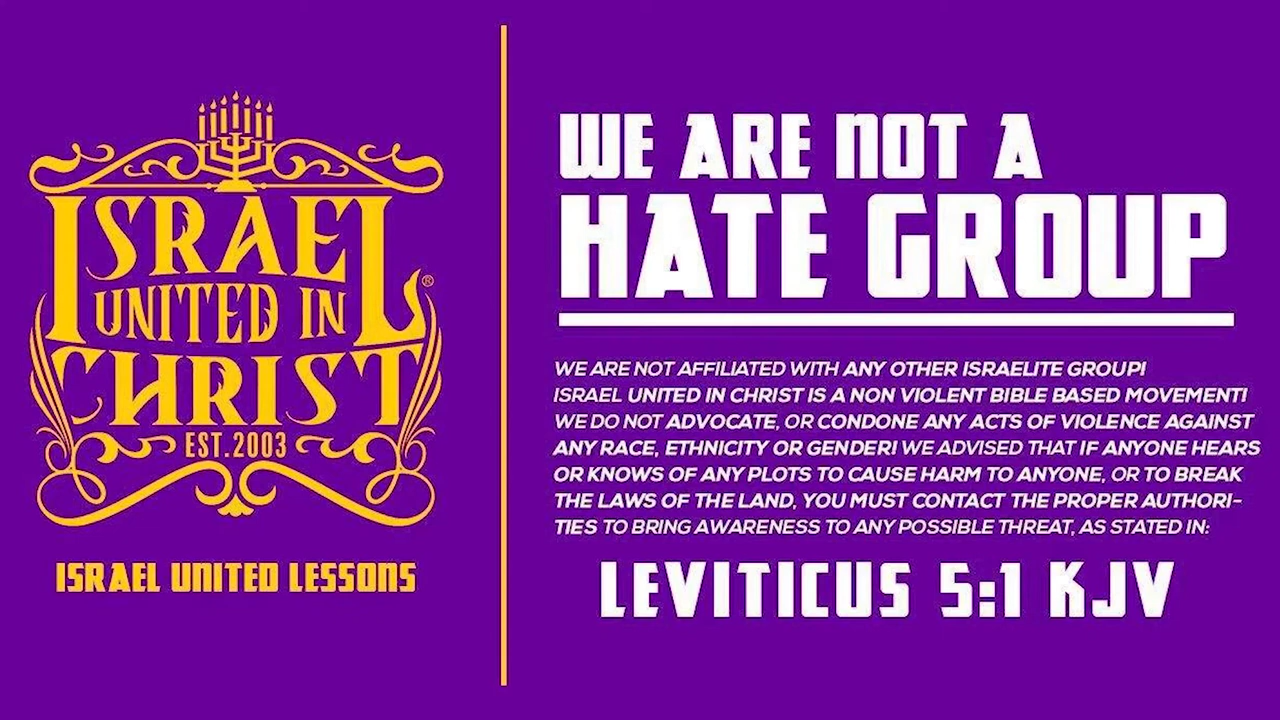 ISRAEL
UNITED IN
CHRIST
®
EST. 2003
ISRAEL UNITED LESSONS
WE ARE NOT A
HATE GROUP
WE ARE NOT AFFILIATED WITH ANY OTHER ISRAELITE GROUP!
ISRAEL UNITED IN CHRIST IS A NON VIOLENT BIBLE BASED MOVEMENT!
WE DO NOT ADVOCATE, OR CONDONE ANY ACTS OF VIOLENCE AGAINST
ANY RACE, ETHNICITY OR GENDER! WE ADVISED THAT IF ANYONE HEARS
OR KNOWS OF ANY PLOTS TO CAUSE HARM TO ANYONE, OR TO BREAK
THE LAWS OF THE LAND, YOU MUST CONTACT THE PROPER AUTHORI-
TIES TO BRING AWARENESS TO ANY POSSIBLE THREAT, AS STATED IN:
LEVITICUS 5:1 KJV